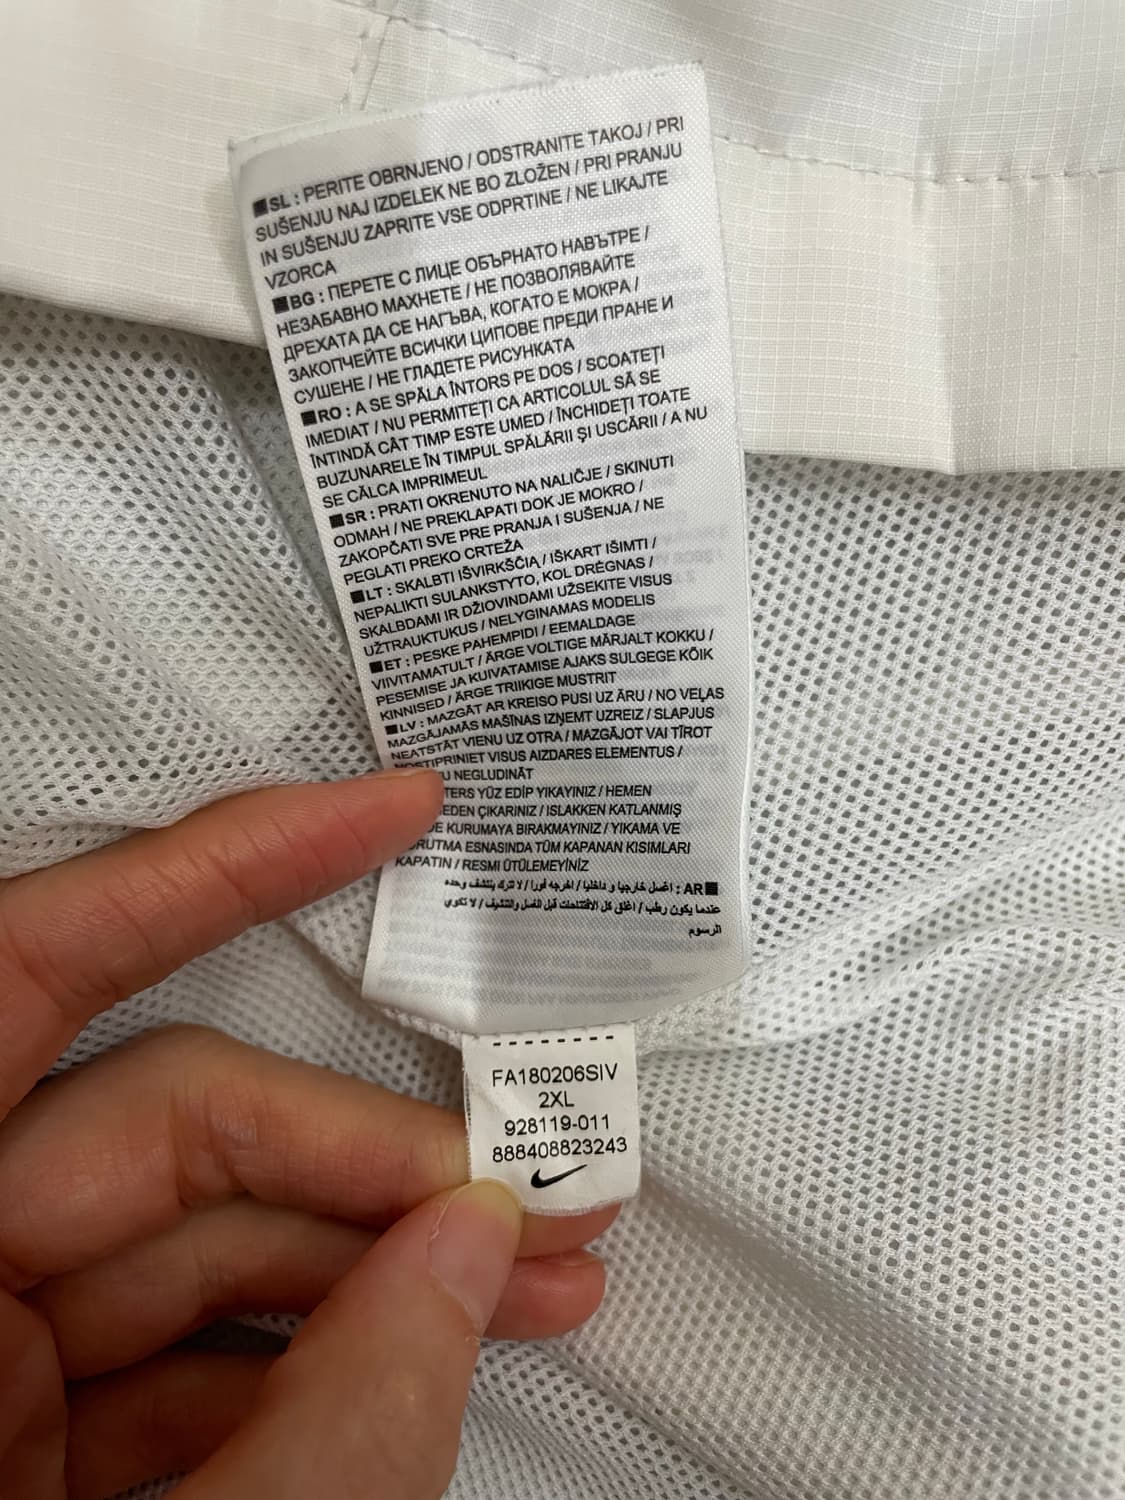 ■SL : PERITE OBRNJENO / ODSTRANITE TAKOJ / PRI
SUŠENJU NAJ IZDELEK NE BO ZLOŽEN / PRI PRANJU
IN SUŠENJU ZAPRITE VSE ODPRTINE / NE LIKAJTE
VZORCA
■BG : ПЕРЕТЕ С ЛИЦЕ ОБЪРНАТО НАВЪТРЕ /
НЕЗАБАВНО МАХНЕТЕ / НЕ ПОЗВОЛЯВАЙТЕ
ДРЕХАТА ДА СЕ НАГЪВА, КОГАТО Е МОКРА /
ЗАКОПЧЕЙТЕ ВСИЧКИ ЦИПОВЕ ПРЕДИ ПРАНЕ И
СУШЕНЕ / НЕ ГЛАДЕТЕ РИСУНКАТА
■RO : A SE SPĂLA ÎNTORS PE DOS / SCOATEȚI
IMEDIAT / NU PERMITEȚI CA ARTICOLUL SĂ SE
ÎNTINDĂ CÂT TIMP ESTE UMED / ÎNCHIDEȚI TOATE
BUZUNARELE ÎN TIMPUL SPĂLĂRII ȘI USCĂRII / A NU
SE CĂLCA IMPRIMEUL
■SR : PRATI OKRENUTO NA NALIČJE / SKINUTI
ODMAH / NE PREKLAPATI DOK JE MOKRO /
ZAKOPČATI SVE PRE PRANJA I SUŠENJA / NE
PEGLATI PREKO CRTEŽA
■LT : SKALBTI IŠVIRKŠČIĄ / IŠKART IŠIMTI /
NEPALIKTI SULANKSTYTO, KOL DRĖGNAS /
SKALBDAMI IR DŽIOVINDAMI UŽSEKITE VISUS
UŽTRAUKTUKUS / NELYGINAMAS MODELIS
■ET : PESKE PAHEMPIDI / EEMALDAGE
VIIVITAMATULT / ÄRGE VOLTIGE MÄRJALT KOKKU /
PESEMISE JA KUIVATAMISE AJAKS SULGEGE KÕIK
KINNISED / ÄRGE TRIIKIGE MUSTRIT
■LV : MAZGĀT AR KREISO PUSI UZ ĀRU / NO VEĻAS
MAZGĀJAMĀS MAŠĪNAS IZŅEMT UZREIZ / SLAPJUS
NEATSTĀT VIENU UZ OTRA / MAZGĀJOT VAI TĪROT
NOSTIPRINIET VISUS AIZDARES ELEMENTUS /
NEGLUDINĀT
TERS YÜZ EDİP YIKAYINIZ / HEMEN
ÇIKARINIZ / ISLAKKEN KATLANMIŞ
KURUMAYA BIRAKMAYINIZ / YIKAMA VE
KURUTMA ESNASINDA TÜM KAPANAN KISIMLARI
KAPATIN / RESMI ÜTÜLEMEYİNİZ
■AR : اغسل خارجيا و داخليا / اخرجه فورا / لا تترك ينتشف وحده
عندما يكون رطب / اغلق كل الافتتاحات قبل الغسل والتنشيف / لا تكوي
الرسوم
FA180206SIV
2XL
928119-011
888408823243